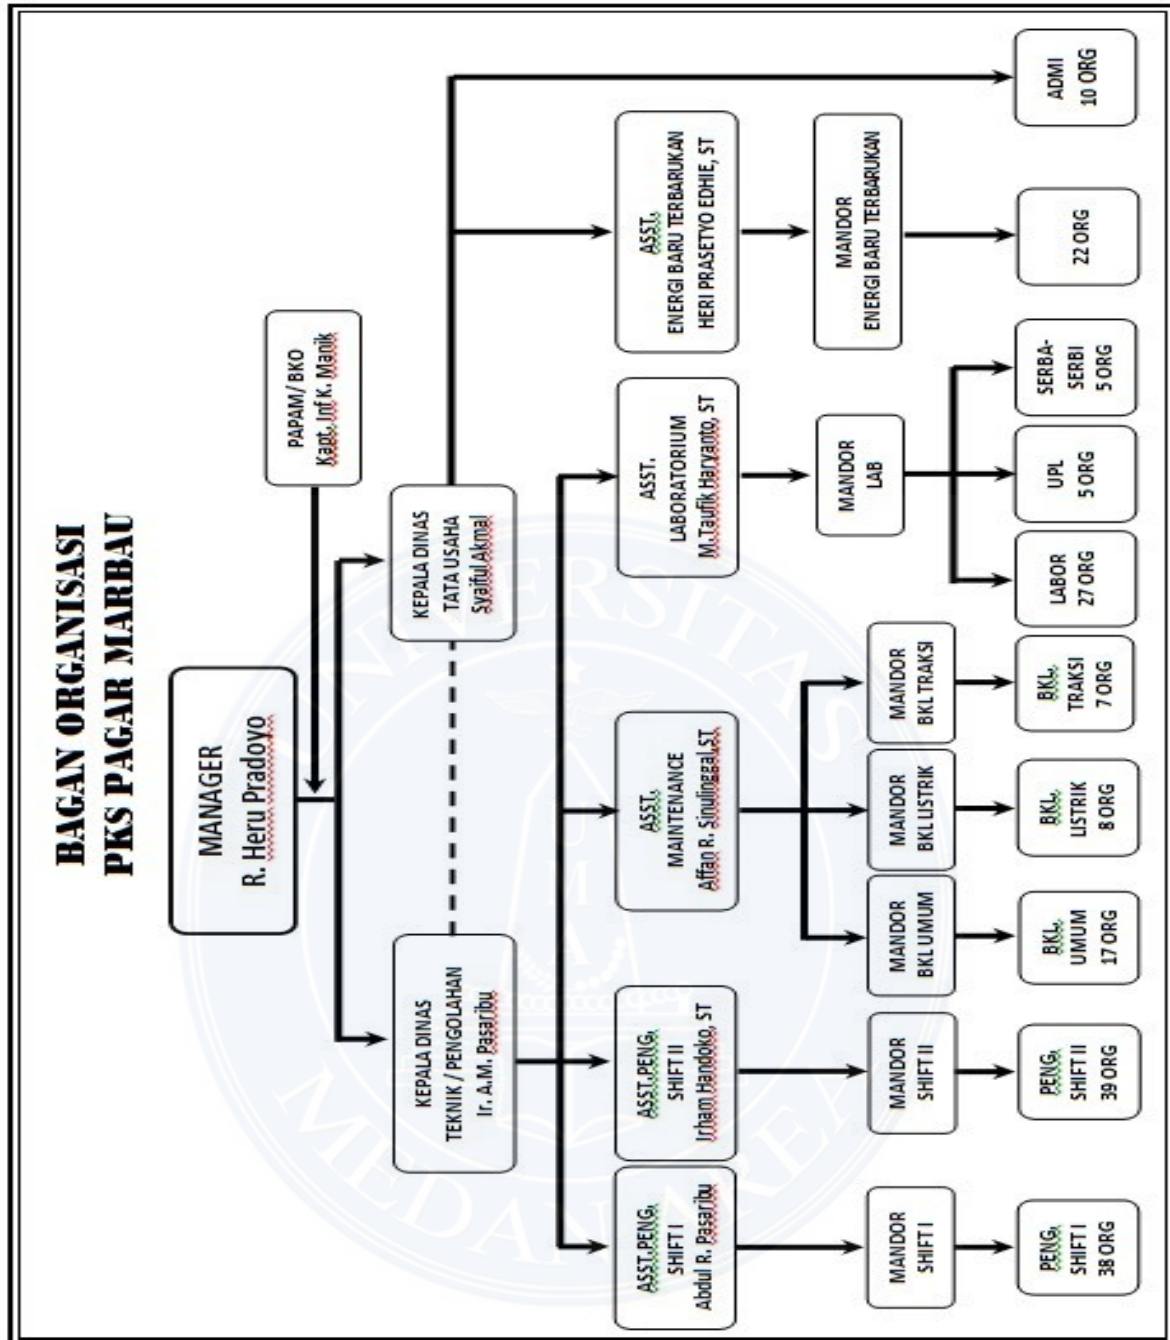 BAGAN ORGANISASI
PKS PAGAR MARBAU
MANAGER
R. Heru Pradoyo
PAPAM/ BKO
Kapt. Inf K. Manik
KEPALA DINAS
TEKNIK / PENGOLAHAN
Ir. A.M. Pasaribu
KEPALA DINAS
TATA USAHA
Syaiful Akmal
ASST.PENG.
SHIFT I
Abdul R. Pasaribu
ASST.PENG.
SHIFT II
Irham Handoko, ST
ASST.
MAINTENANCE
Affan R. Sinulinggal,ST
ASST.
LABORATORIUM
M.Taufik Haryanto, ST
ASST.
ENERGI BARU TERBARUKAN
HERI PRASETYO EDHIE, ST
MANDOR
SHIFT I
MANDOR
SHIFT II
MANDOR
BKL UMUM
MANDOR
BKL LISTRIK
MANDOR
BKL TRAKSI
MANDOR
LAB
MANDOR
ENERGI BARU TERBARUKAN
PENG.
SHIFT I
38 ORG
PENG.
SHIFT II
39 ORG
BKL.
UMUM
17 ORG
BKL.
LISTRIK
8 ORG
BKL.
TRAKSI
7 ORG
LABOR
27 ORG
UPL
5 ORG
SERBA-
SERBI
5 ORG
22 ORG
ADMI
10 ORG
UNIVERSITAS
MEDAN AREA
UMA